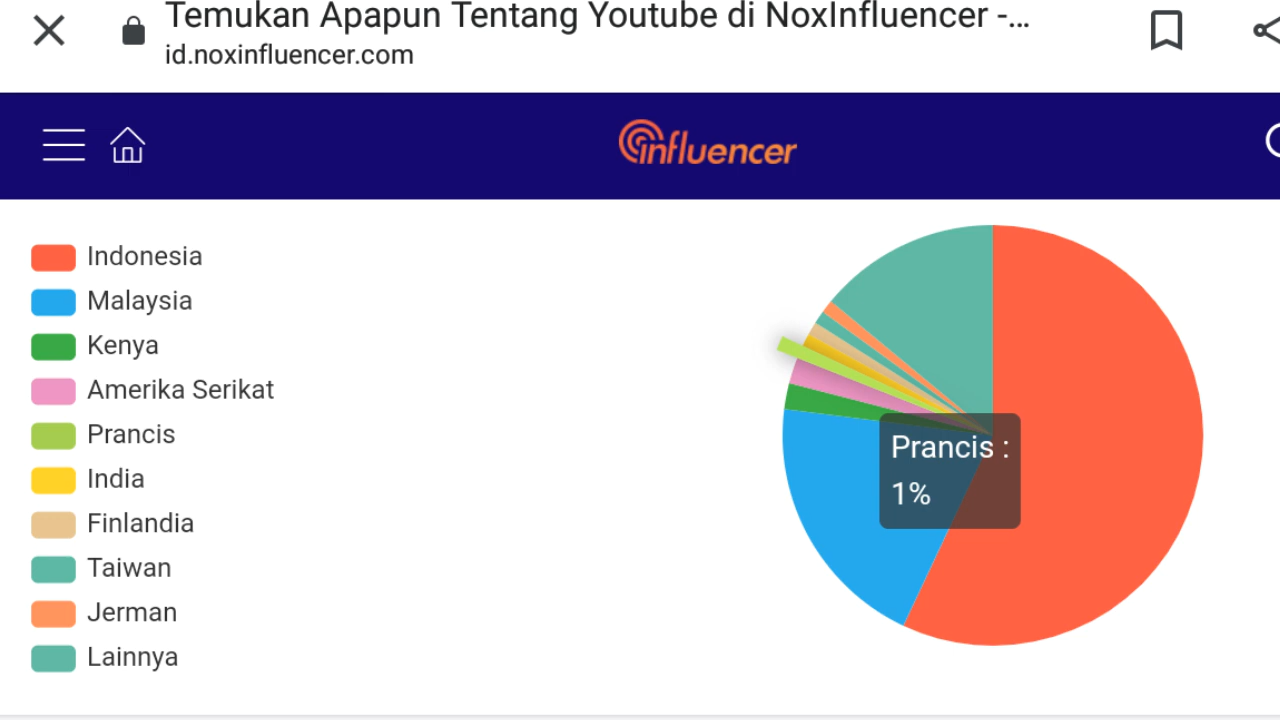 Temukan Apapun Tentang Youtube di NoxInfluencer -...
id.noxinfluencer.com
influencer
Indonesia
Malaysia
Kenya
Amerika Serikat
Prancis
India
Finlandia
Taiwan
Jerman
Lainnya
Prancis :
1%